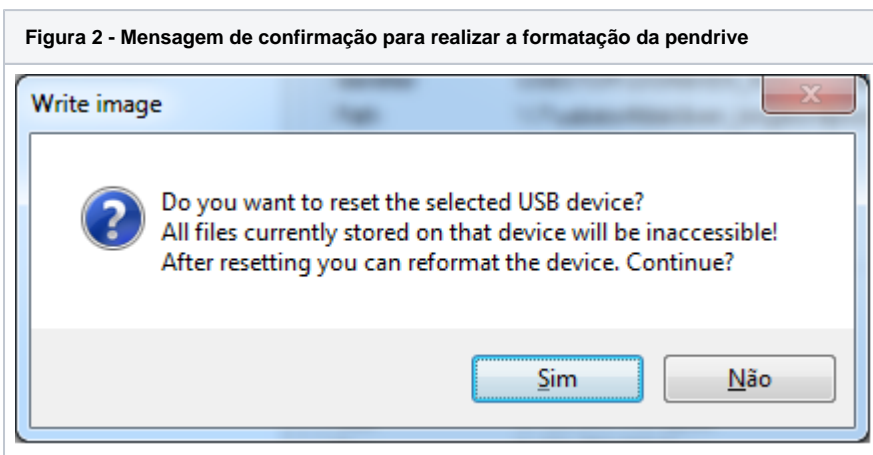 Figura 2 - Mensagem de confirmação para realizar a formatação da pendrive
Write image
Do you want to reset the selected USB device?
All files currently stored on that device will be inaccessible!
After resetting you can reformat the device. Continue?
Sim
Não